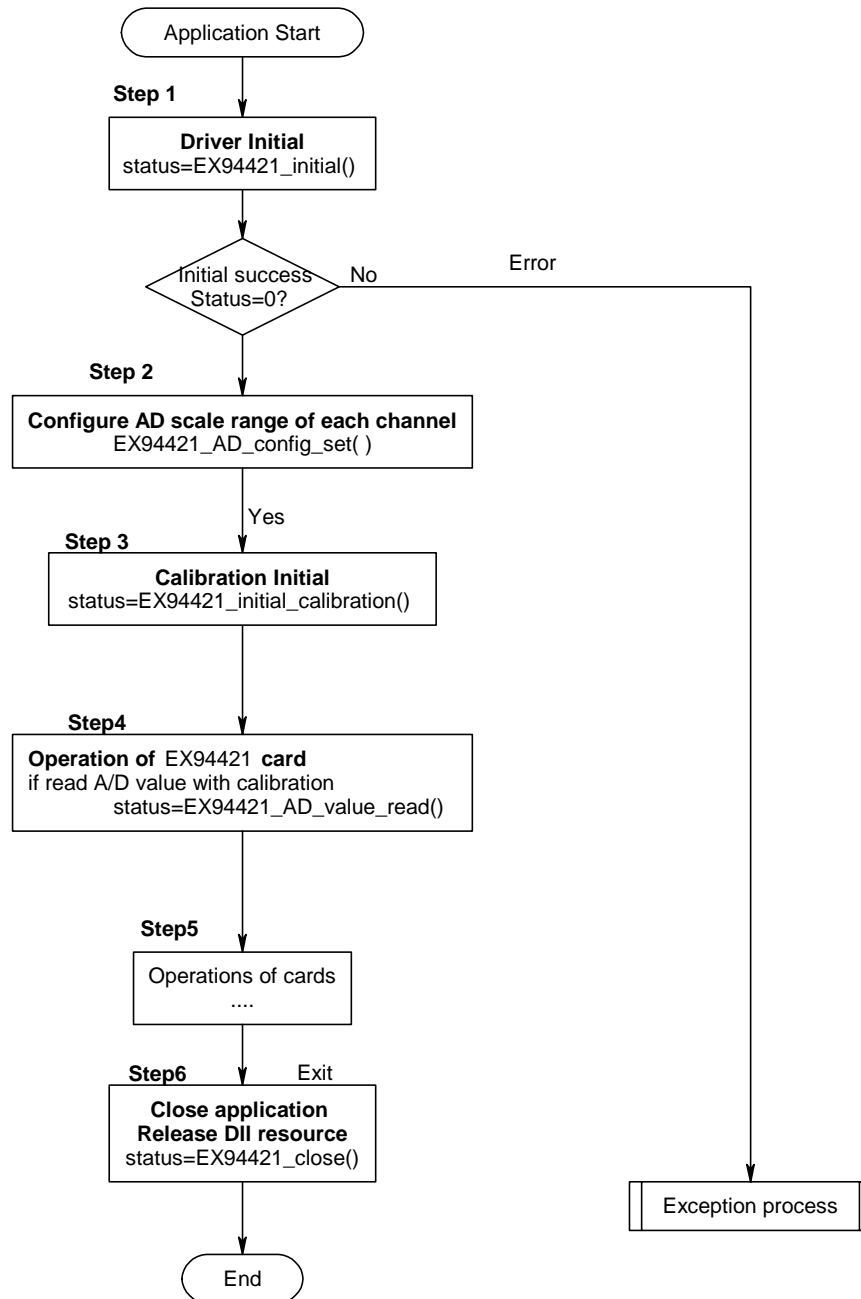 Application Start
Step 1
Driver Initial
status=EX94421_initial()
Initial success
Status=0?
No
Error
Step 2
Configure AD scale range of each channel
EX94421_AD_config_set( )
Yes
Step 3
Calibration Initial
status=EX94421_initial_calibration()
Step4
Operation of EX94421 card
if read A/D value with calibration
status=EX94421_AD_value_read()
Step5
Operations of cards
....
Step6
Exit
Close application
Release Dll resource
status=EX94421_close()
Exception process
End